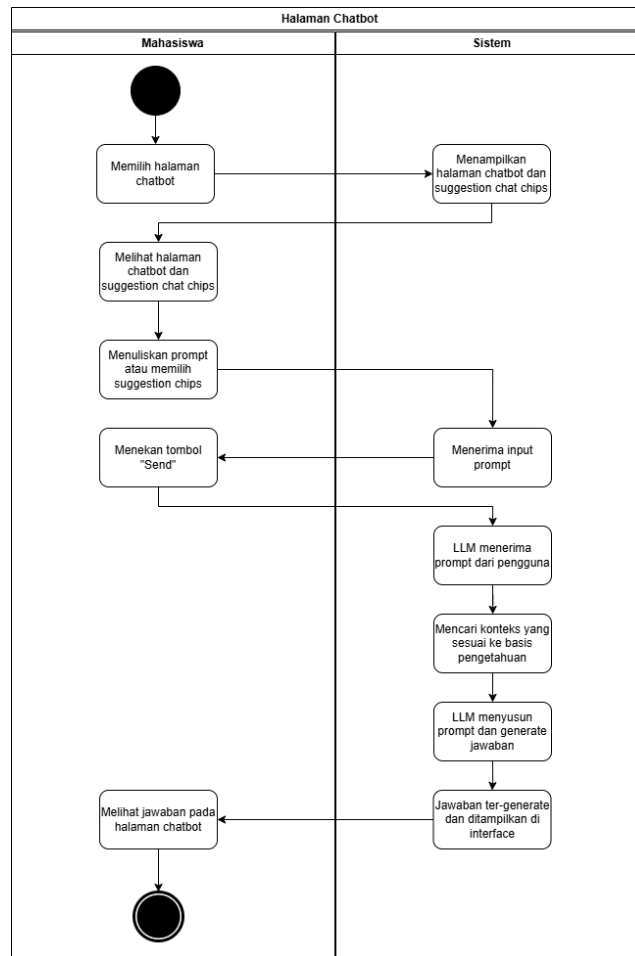 Halaman Chatbot
Mahasiswa
Sistem
Memilih halaman
chatbot
Menampilkan
halaman chatbot dan
suggestion chat chips
Melihat halaman
chatbot dan
suggestion chat chips
Menuliskan prompt
atau memilih
suggestion chips
Menerima input
prompt
Menekan tombol
"Send"
LLM menerima
prompt dari pengguna
Mencari konteks yang
sesuai ke basis
pengetahuan
LLM menyusun
prompt dan generate
jawaban
Jawaban ter-generate
dan ditampilkan di
interface
Melihat jawaban pada
halaman chatbot